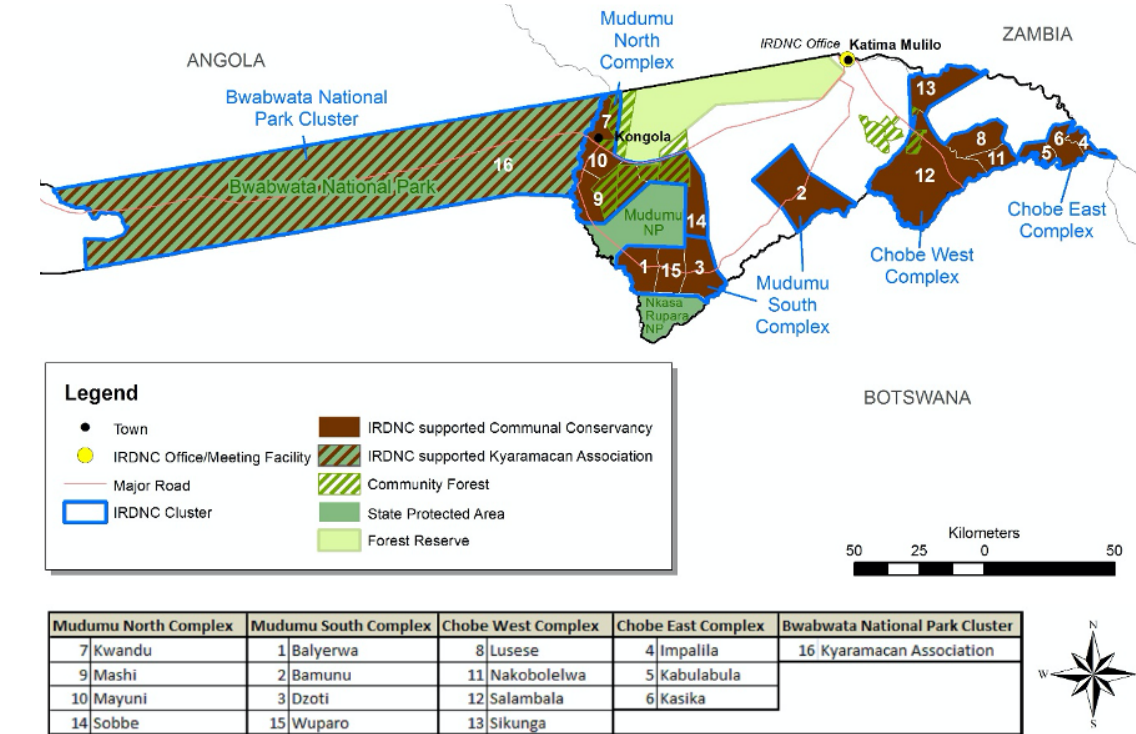 Mudumu
North
Complex
IRDNC Office
Katima Mulilo
ZAMBIA
ANGOLA
Bwabwata National
Park Cluster
13
7
Kongola
16
10
Bwabwata National Park
9
8
6
4
11
5
12
2
Mudumu
NP
14
Chobe East
Complex
1
15
3
Chobe West
Complex
Mudumu
South
Complex
Nkasa
Rupara
NP
BOTSWANA
Legend
Town
IRDNC Office/Meeting Facility
Major Road
IRDNC Cluster
IRDNC supported Communal Conservancy
IRDNC supported Kyaramacan Association
Community Forest
State Protected Area
Forest Reserve
Kilometers
50 25 0 50
Mudumu North Complex Mudumu South Complex Chobe West Complex Chobe East Complex Bwabwata National Park Cluster
7 Kwandu 1 Balyerwa 8 Lusese 4 Impalila 16 Kyaramacan Association
9 Mashi 2 Bamunu 11 Nakobolelwa 5 Kabulabula
10 Mayuni 3 Dzoti 12 Salambala 6 Kasika
14 Sobbe 15 Wuparo 13 Sikunga
N
W
E
S